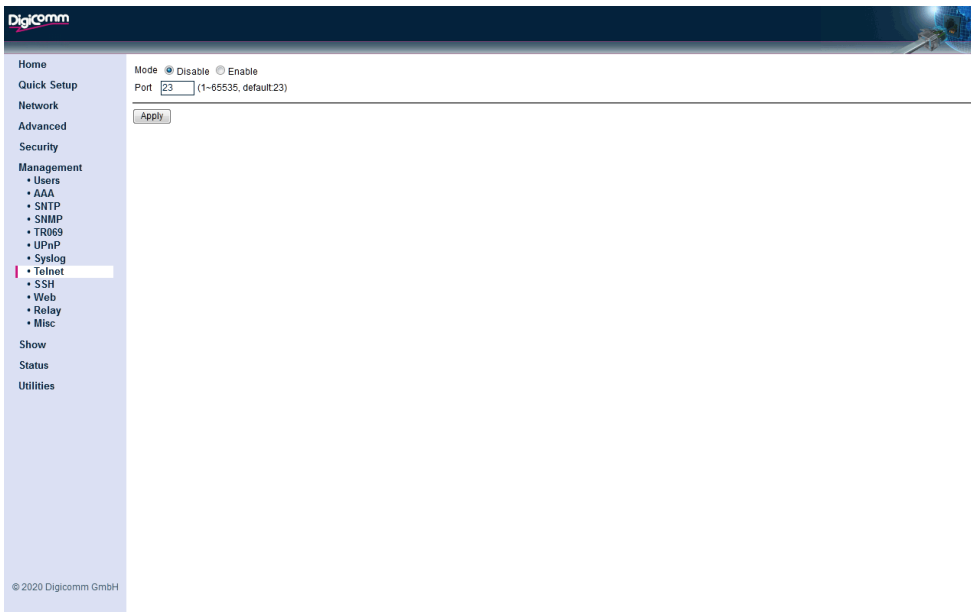 Digicomm
Home
Quick Setup
Network
Advanced
Security
Management
• Users
• AAA
• SNTP
• SNMP
• TR069
• UPnP
• Syslog
• Telnet
• SSH
• Web
• Relay
• Misc
Show
Status
Utilities
© 2020 Digicomm GmbH
Mode Disable Enable
Port 23 (1~65535, default:23)
Apply